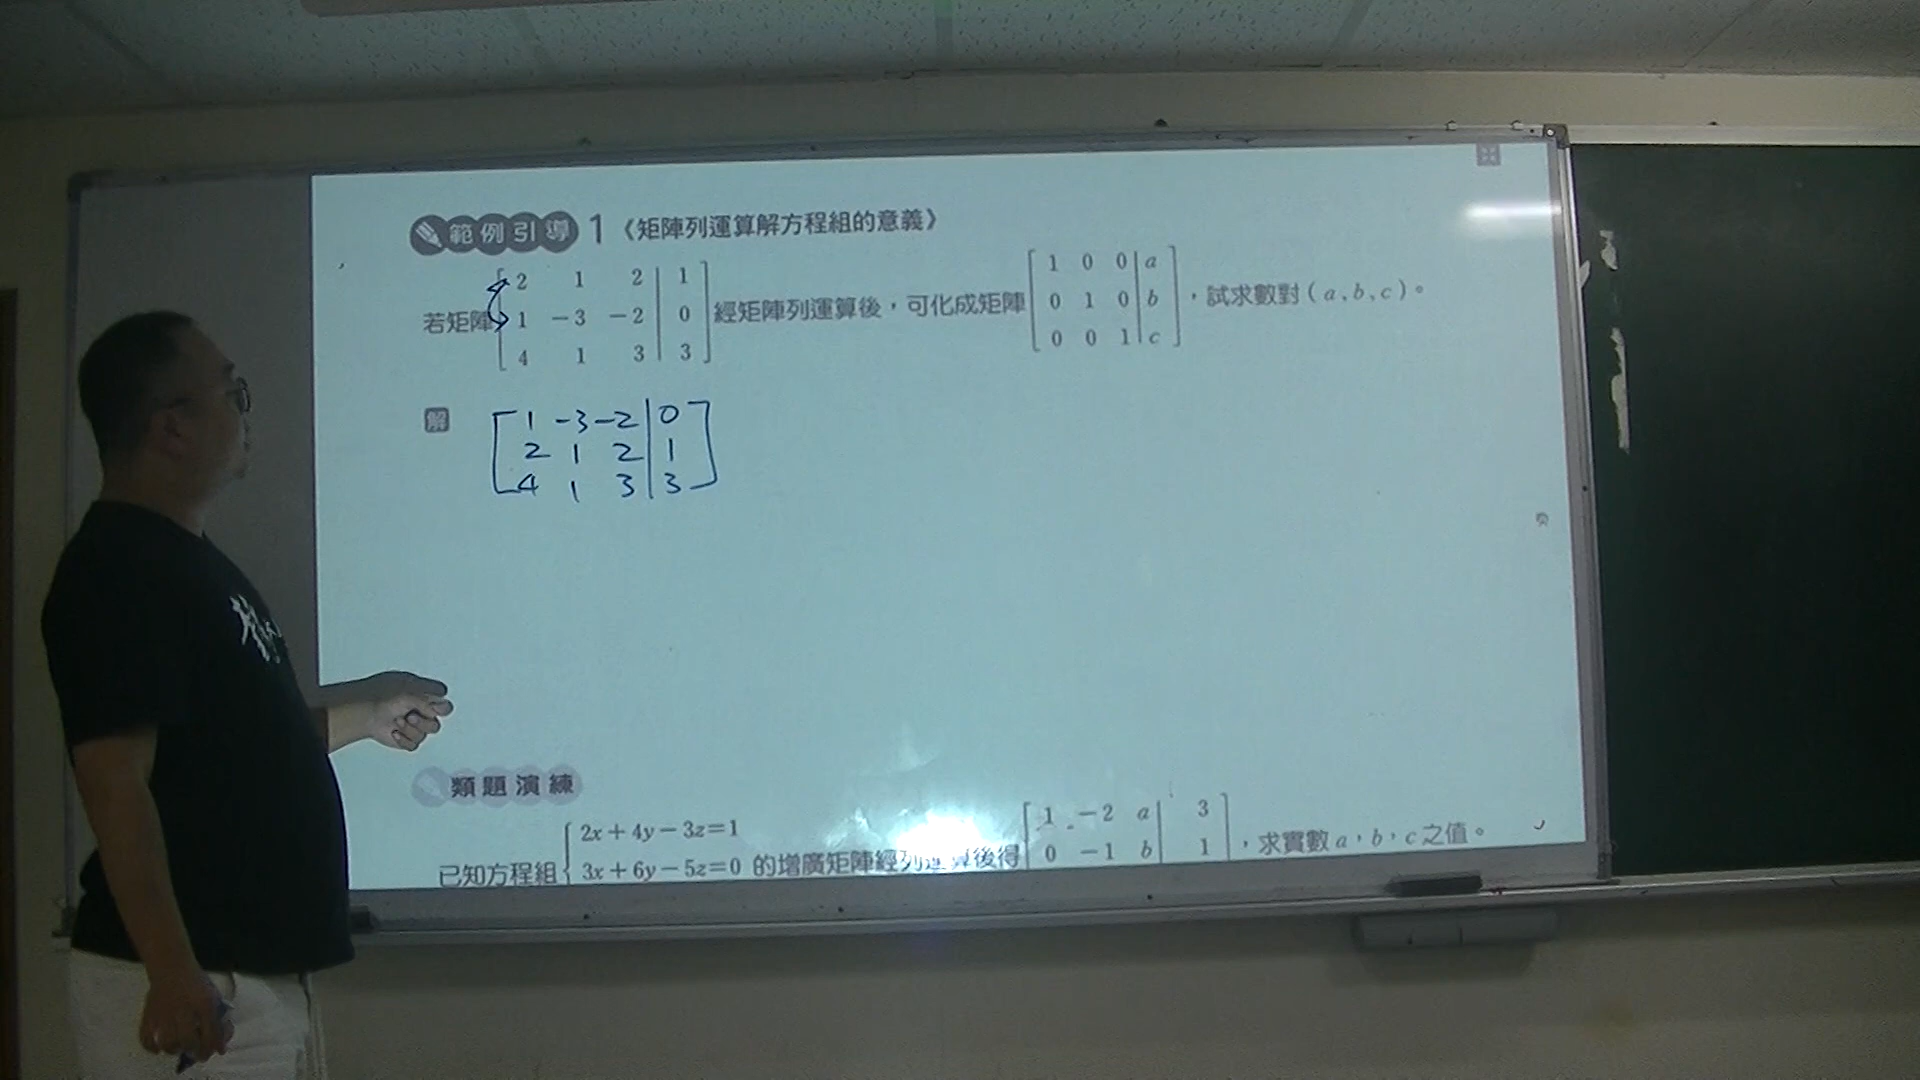 範例引導 1 《矩陣列運算解方程組的意義》
若矩陣 [ 2 1 2 | 1 ] 經矩陣列運算後,可化成矩陣 [ 1 0 0 | a ],試求數對(a,b,c)。
[ 1 -3 -2 | 0 ] [ 0 1 0 | b ]
[ 4 1 3 | 3 ] [ 0 0 1 | c ]
解
[ 1 -3 -2 | 0 ]
[ 2 1 2 | 1 ]
[ 4 1 3 | 3 ]
類題演練
已知方程組 { 2x+4y-3z=1 的增廣矩陣經列運算後得 [ 1 -2 a | 3 ],求實數a,b,c之值。
3x+6y-5z=0 [ 0 -1 b | 1 ]